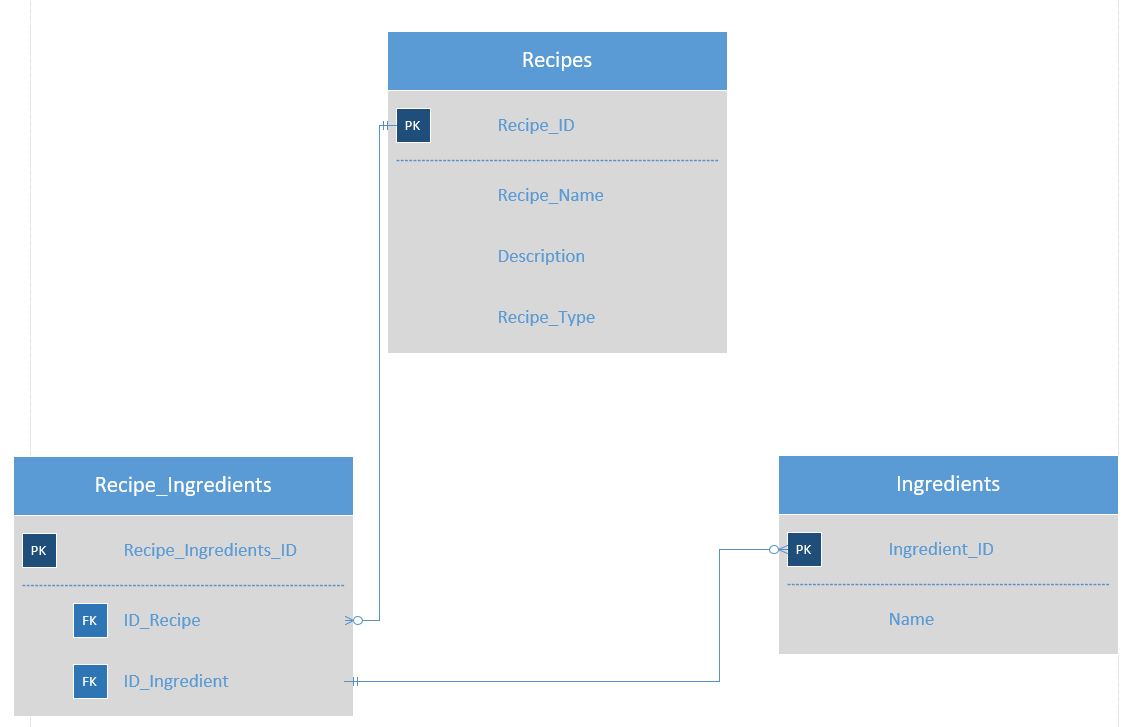 Recipes
PK Recipe_ID
Recipe_Name
Description
Recipe_Type
Recipe_Ingredients
PK Recipe_Ingredients_ID
FK ID_Recipe
FK ID_Ingredient
Ingredients
PK Ingredient_ID
Name